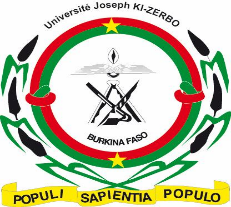 Université Joseph KI-ZERBO
BURKINA FASO
POPULI SAPIENTIA POPULO